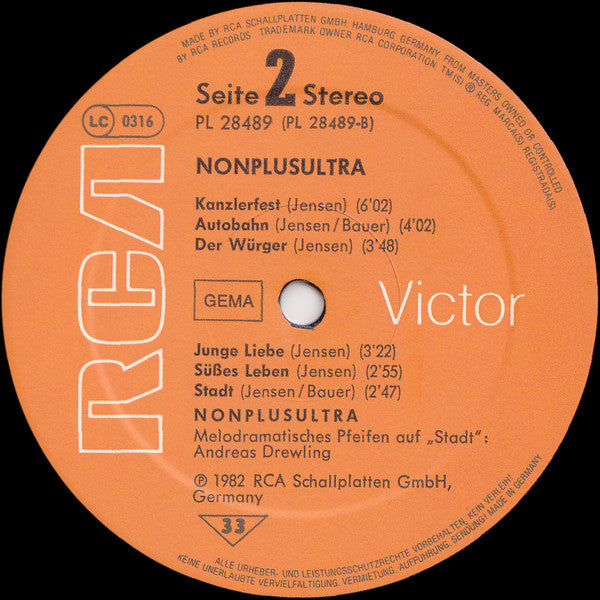 MADE BY RCA SCHALLPLATTEN GMBH, HAMBURG, GERMANY, FROM MASTERS OWNED OR CONTROLLED
BY RCA RECORDS TRADEMARK OWNER RCA CORPORATION. TM(S) ® REG. MARCA(S) REGISTRADA(S)
Seite 2 Stereo
PL 28489 (PL 28489-B)
LC 0316
RCA
NONPLUSULTRA
Kanzlerfest (Jensen) (6'02)
Autobahn (Jensen/Bauer) (4'02)
Der Würger (Jensen) (3'48)
GEMA
Victor
Junge Liebe (Jensen) (3'22)
Süßes Leben (Jensen) (2'55)
Stadt (Jensen/Bauer) (2'47)
NONPLUSULTRA
Melodramatisches Pfeifen auf „Stadt“:
Andreas Drewling
℗ 1982 RCA Schallplatten GmbH,
Germany
33
ALLE URHEBER- UND LEISTUNGSSCHUTZRECHTE VORBEHALTEN. KEIN VERLEIH!
KEINE UNERLAUBTE VERVIELFÄLTIGUNG, VERMIETUNG, AUFFÜHRUNG, SENDUNG! MADE IN GERMANY